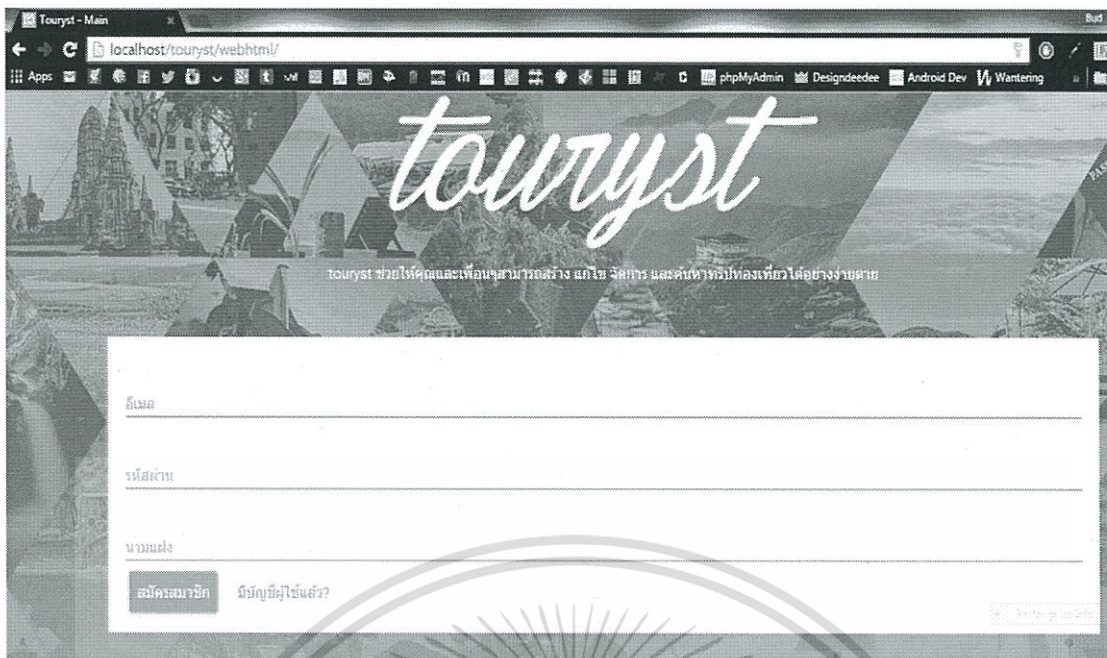 Touryst - Main
Bud
localhost/touryst/webhtml/
Apps phpMyAdmin Designdeedee Android Dev Wantering
touryst
touryst ช่วยให้คุณและเพื่อนๆสามารถสร้าง แก้ไข จัดการ และค้นหาทริปท่องเที่ยวได้อย่างง่ายดาย
อีเมล
รหัสผ่าน
นามแฝง
สมัครสมาชิก มีบัญชีผู้ใช้แล้ว?